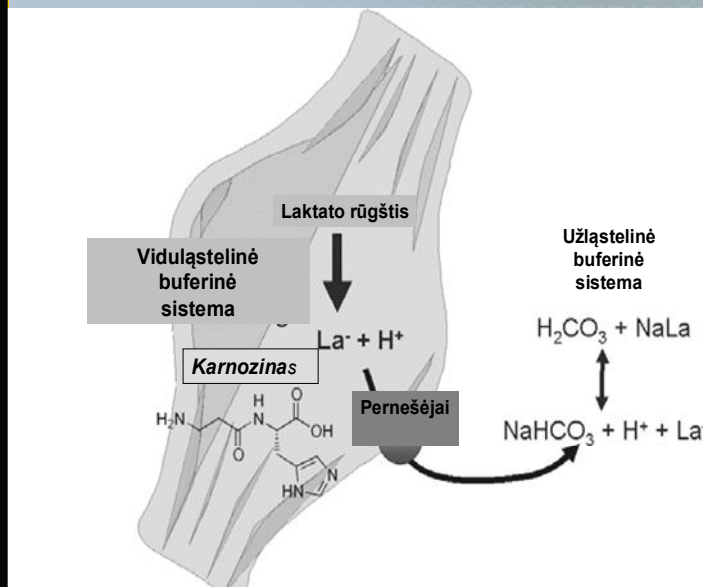 Laktato rūgštis
Viduląstelinė
buferinė
sistema
La⁻ + H⁺
Karnozinas
H₂N
O
H
N
O
OH
O
HN
N
Pernešėjai
Užląstelinė
buferinė
sistema
H₂CO₃ + NaLa
NaHCO₃ + H⁺ + La⁻